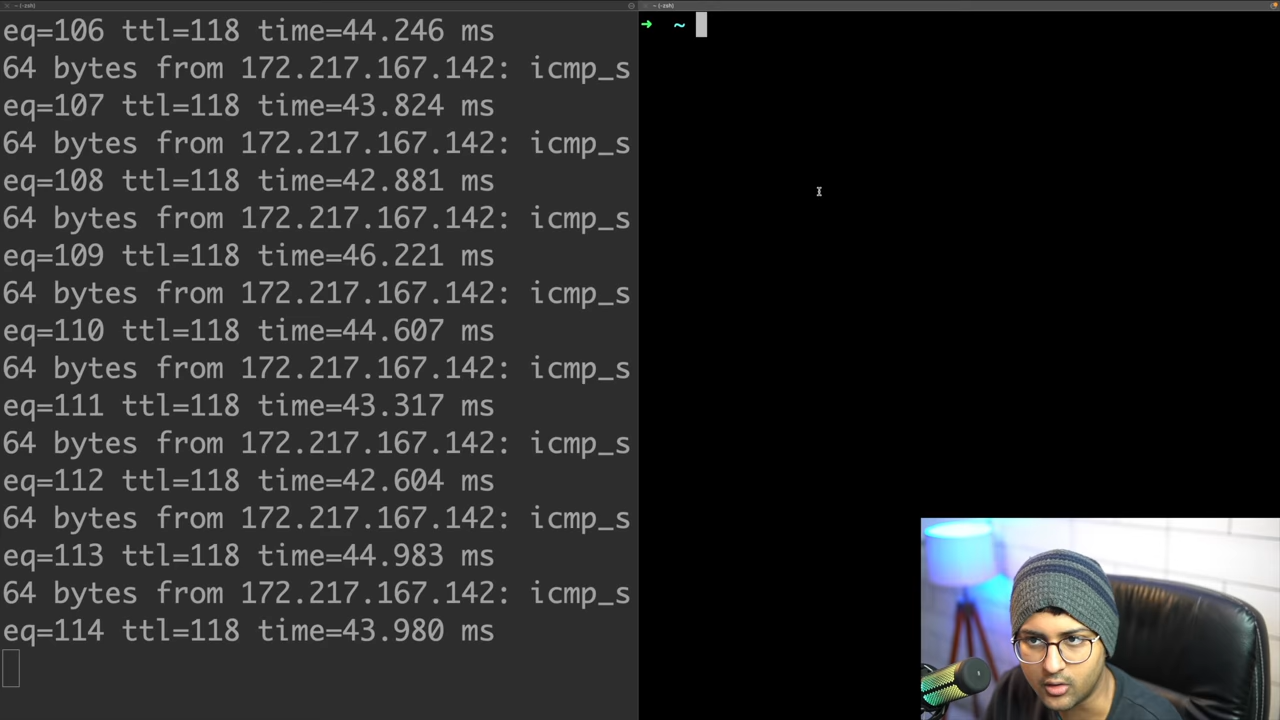 ~ (-zsh)
eq=106 ttl=118 time=44.246 ms
64 bytes from 172.217.167.142: icmp_s
eq=107 ttl=118 time=43.824 ms
64 bytes from 172.217.167.142: icmp_s
eq=108 ttl=118 time=42.881 ms
64 bytes from 172.217.167.142: icmp_s
eq=109 ttl=118 time=46.221 ms
64 bytes from 172.217.167.142: icmp_s
eq=110 ttl=118 time=44.607 ms
64 bytes from 172.217.167.142: icmp_s
eq=111 ttl=118 time=43.317 ms
64 bytes from 172.217.167.142: icmp_s
eq=112 ttl=118 time=42.604 ms
64 bytes from 172.217.167.142: icmp_s
eq=113 ttl=118 time=44.983 ms
64 bytes from 172.217.167.142: icmp_s
eq=114 ttl=118 time=43.980 ms
~ (-zsh)
➜ ~